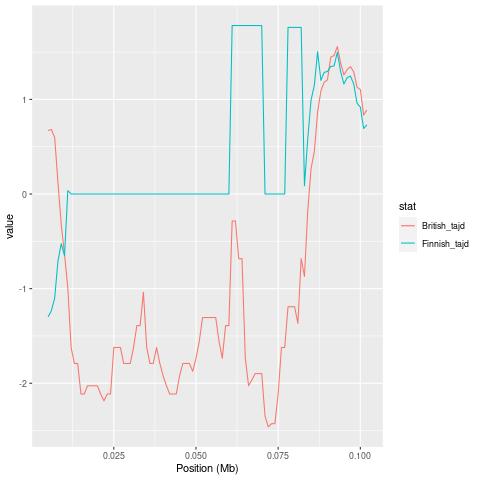 value
1
0
-1
-2
0.025 0.050 0.075 0.100
Position (Mb)
stat
British_tajd
Finnish_tajd